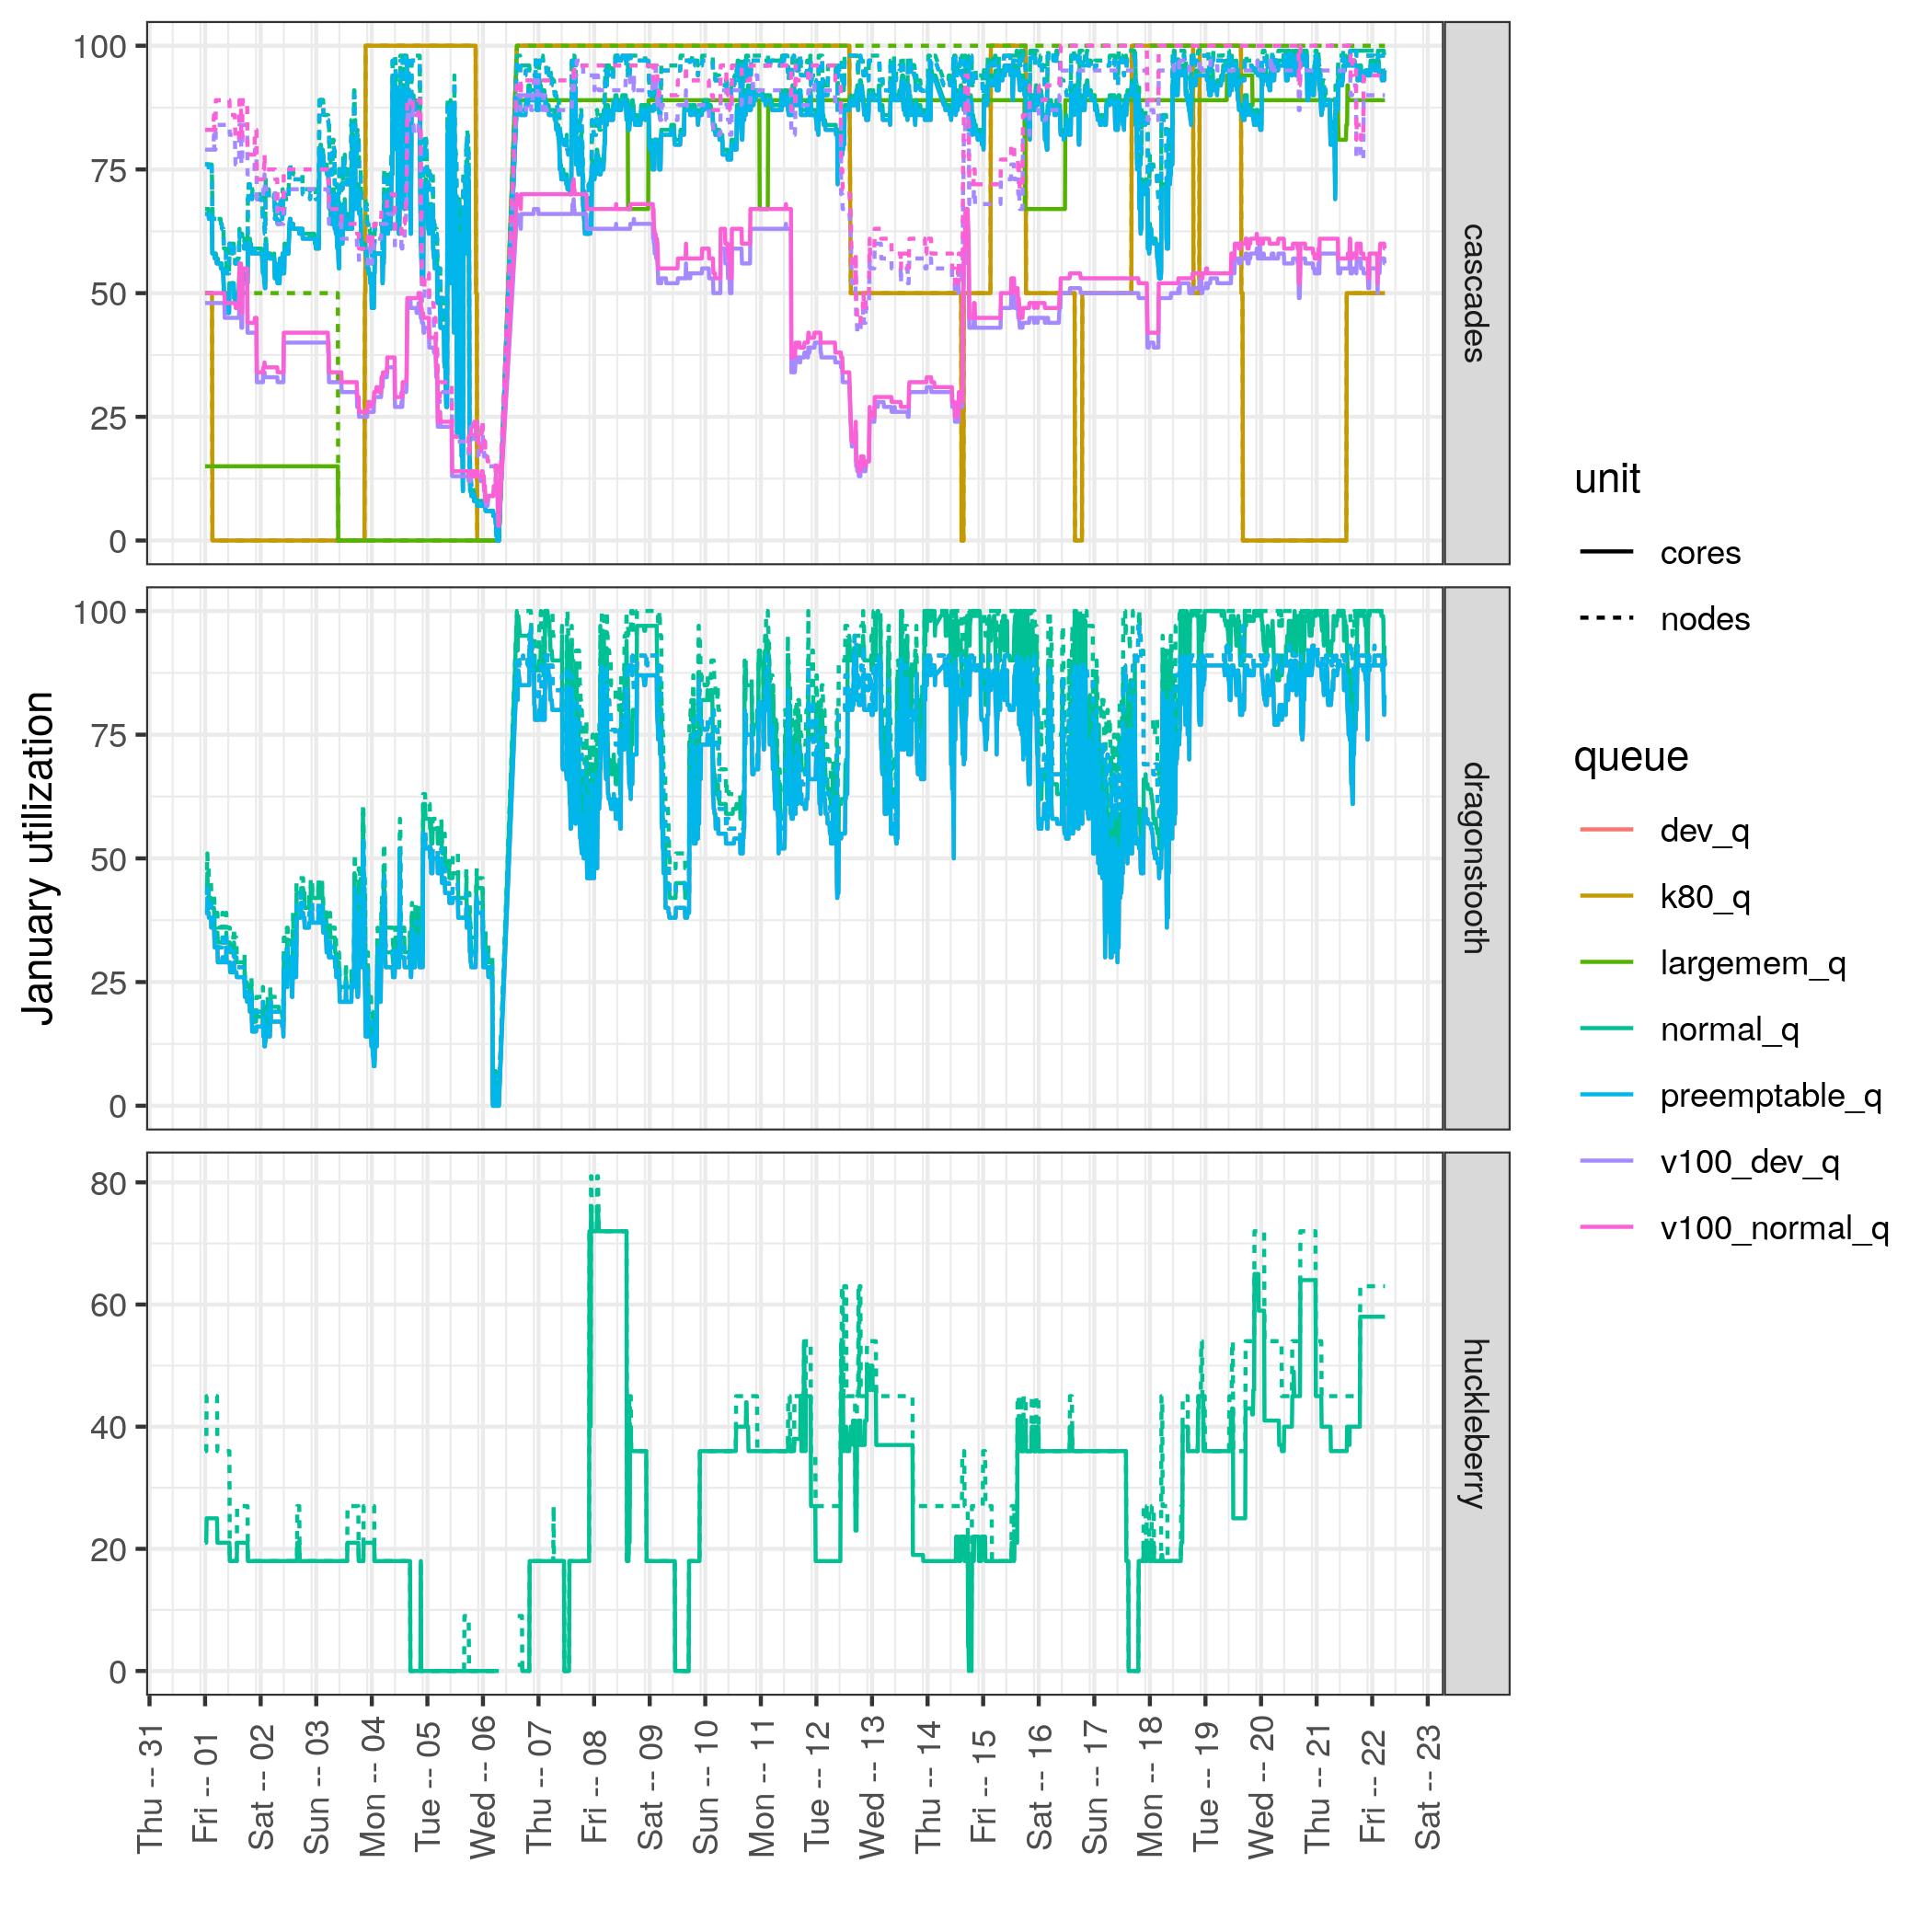 January utilization
100
75
50
25
0
cascades
100
75
50
25
0
dragonstooth
80
60
40
20
0
huckleberry
Thu -- 31
Fri -- 01
Sat -- 02
Sun -- 03
Mon -- 04
Tue -- 05
Wed -- 06
Thu -- 07
Fri -- 08
Sat -- 09
Sun -- 10
Mon -- 11
Tue -- 12
Wed -- 13
Thu -- 14
Fri -- 15
Sat -- 16
Sun -- 17
Mon -- 18
Tue -- 19
Wed -- 20
Thu -- 21
Fri -- 22
Sat -- 23
unit
cores
nodes
queue
dev_q
k80_q
largemem_q
normal_q
preemptable_q
v100_dev_q
v100_normal_q